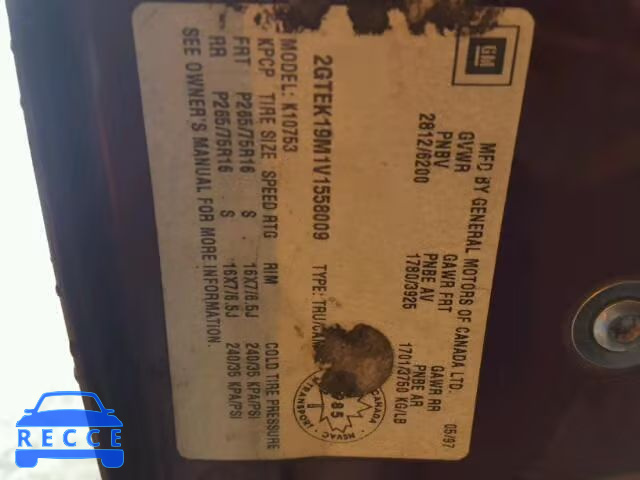 GM
MFD BY GENERAL MOTORS OF CANADA LTD. 05/97
GVWR GAWR FRT GAWR RR
PNBV PNBE AV PNBE AR
2812/6200 1780/3925 1701/3750 KG/LB
2GTEK19M1V1558009 TYPE: TRU/CAM
CANADA
285
TRANSPORT
NSVAC
MODEL: K10753
KPCP TIRE SIZE SPEED RTG RIM COLD TIRE PRESSURE
FRT P265/75R16 S 16X7/6.5J 240/35 KPA/PSI
RR P265/75R16 S 16X7/6.5J 240/35 KPA/PSI
SEE OWNER'S MANUAL FOR MORE INFORMATION.
RECCE